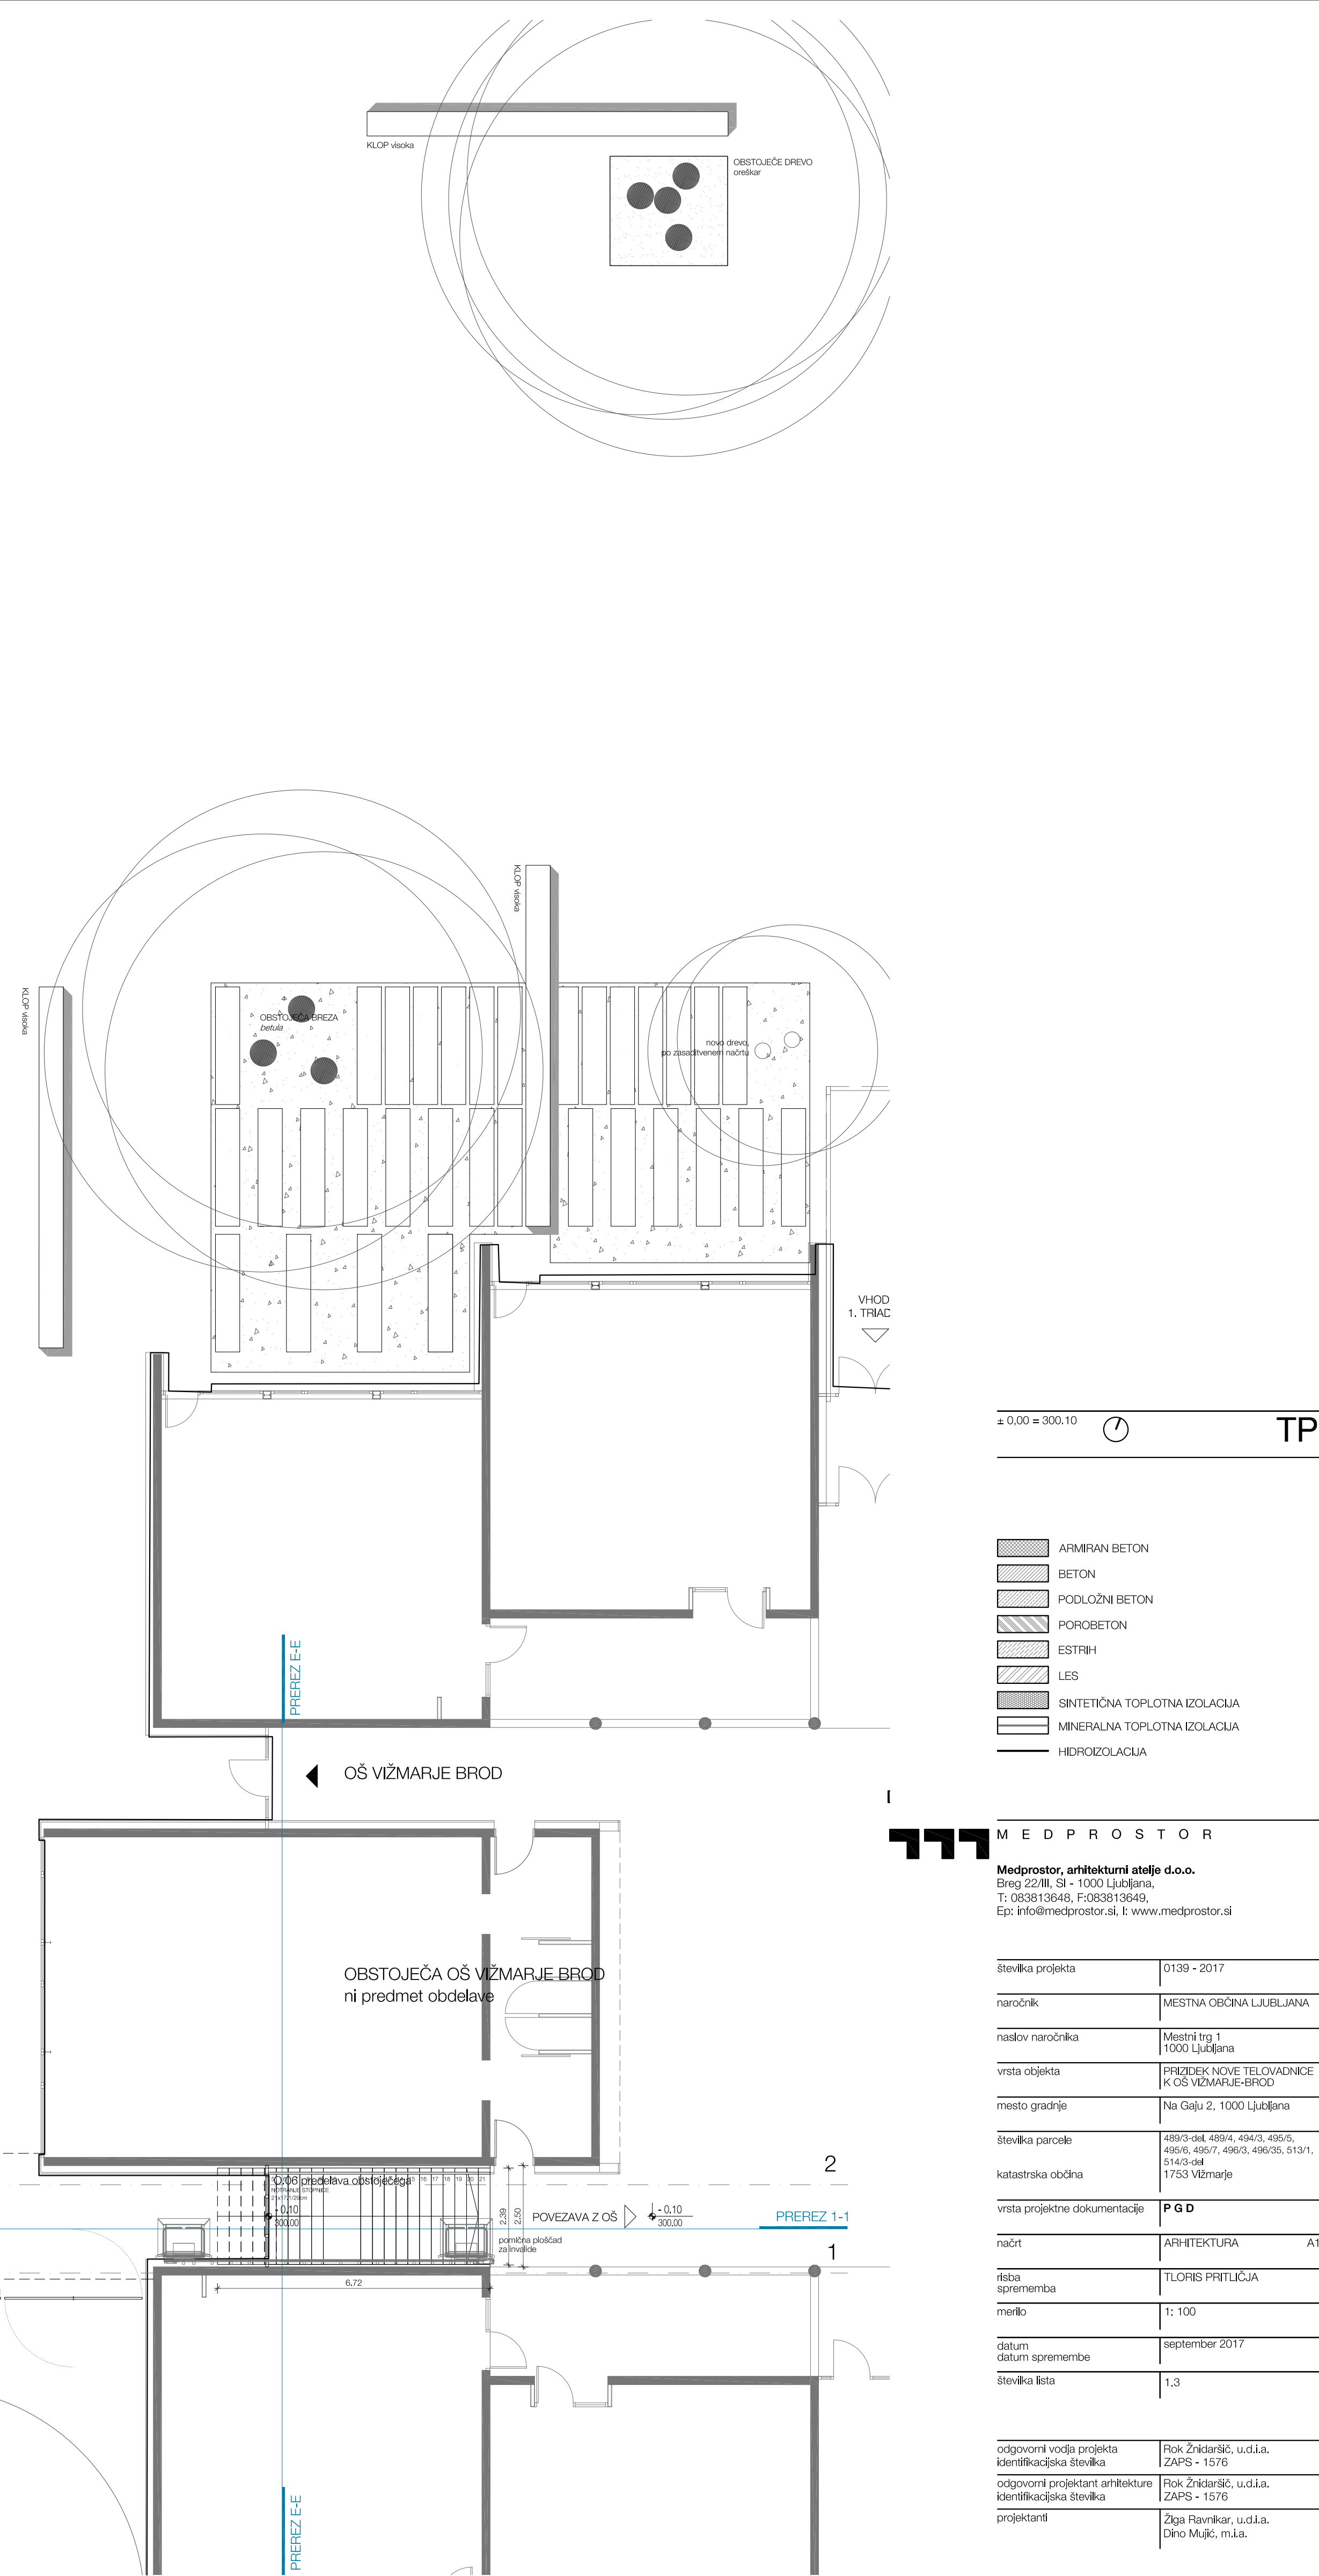 KLOP visoka
OBSTOJEČE DREVO
oreškar
KLOP visoka
KLOP visoka
OBSTOJEČA BREZA
betula
novo drevo,
po zasaditvenem načrtu
VHOD
1. TRIAD
± 0,00 = 300.10
TP
ARMIRAN BETON
BETON
PODLOŽNI BETON
POROBETON
ESTRIH
LES
SINTETIČNA TOPLOTNA IZOLACIJA
MINERALNA TOPLOTNA IZOLACIJA
HIDROIZOLACIJA
PREREZ E-E
OŠ VIŽMARJE BROD
MEDPROSTOR
Medprostor, arhitekturni atelje d.o.o.
Breg 22/III, SI - 1000 Ljubljana,
T: 083813648, F:083813649,
Ep: info@medprostor.si, I: www.medprostor.si
OBSTOJEČA OŠ VIŽMARJE BROD
ni predmet obdelave
številka projekta 0139 - 2017
naročnik MESTNA OBČINA LJUBLJANA
naslov naročnika Mestni trg 1
1000 Ljubljana
vrsta objekta PRIZIDEK NOVE TELOVADNICE
K OŠ VIŽMARJE-BROD
mesto gradnje Na Gaju 2, 1000 Ljubljana
številka parcele 489/3-del, 489/4, 494/3, 495/5,
495/6, 495/7, 496/3, 496/35, 513/1,
514/3-del
katastrska občina 1753 Vižmarje
vrsta projektne dokumentacije P G D
načrt ARHITEKTURA A1
risba TLORIS PRITLIČJA
sprememba
merilo 1: 100
datum september 2017
datum spremembe
številka lista 1.3
odgovorni vodja projekta Rok Žnidaršič, u.d.i.a.
identifikacijska številka ZAPS - 1576
odgovorni projektant arhitekture Rok Žnidaršič, u.d.i.a.
identifikacijska številka ZAPS - 1576
projektanti Žiga Ravnikar, u.d.i.a.
Dino Mujić, m.i.a.
2
O.06 predelava obstoječega
NOTRANJE STOPNICE
15 16 17 18 19 20 21
- 0.10
300.00
2.39
2.50
POVEZAVA Z OŠ
- 0.10
300.00
PREREZ 1-1
pomična ploščad
za invalide
1
6.72
PREREZ E-E